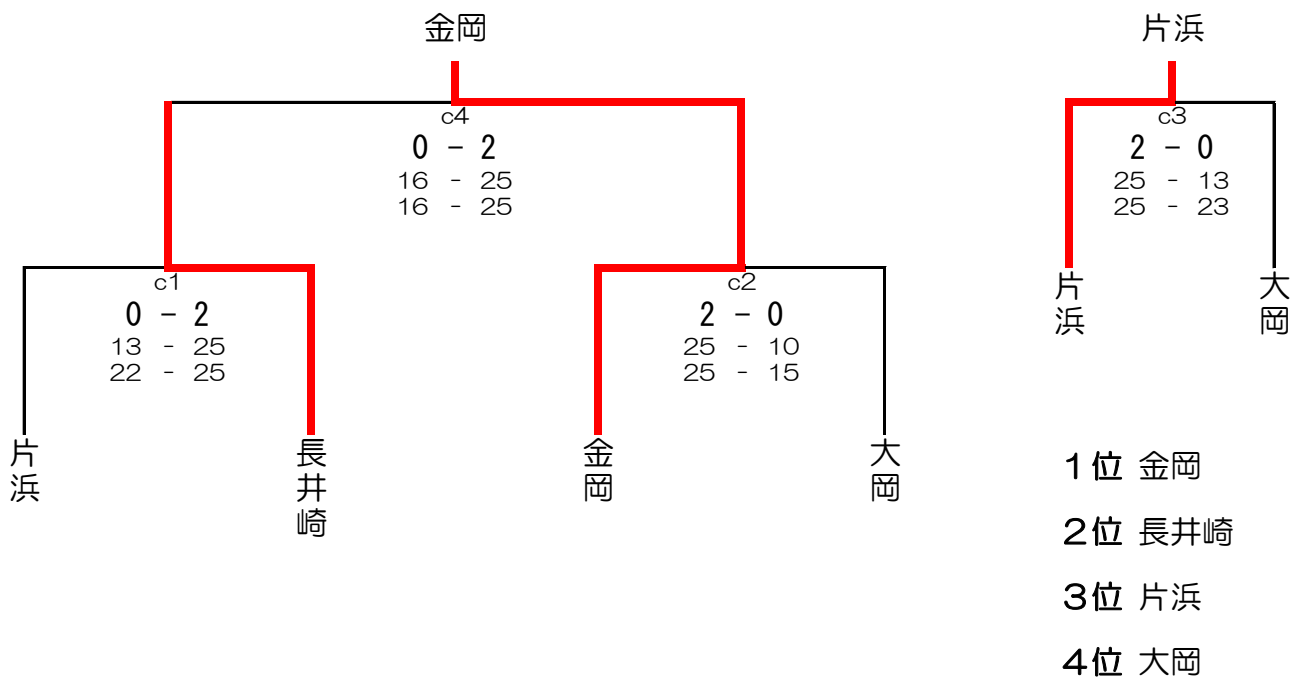 金岡
片浜
c4
0 − 2
16 - 25
16 - 25
c3
2 − 0
25 - 13
25 - 23
片浜
大岡
c1
0 − 2
13 - 25
22 - 25
c2
2 − 0
25 - 10
25 - 15
片浜
長井崎
金岡
大岡
1位 金岡
2位 長井崎
3位 片浜
4位 大岡